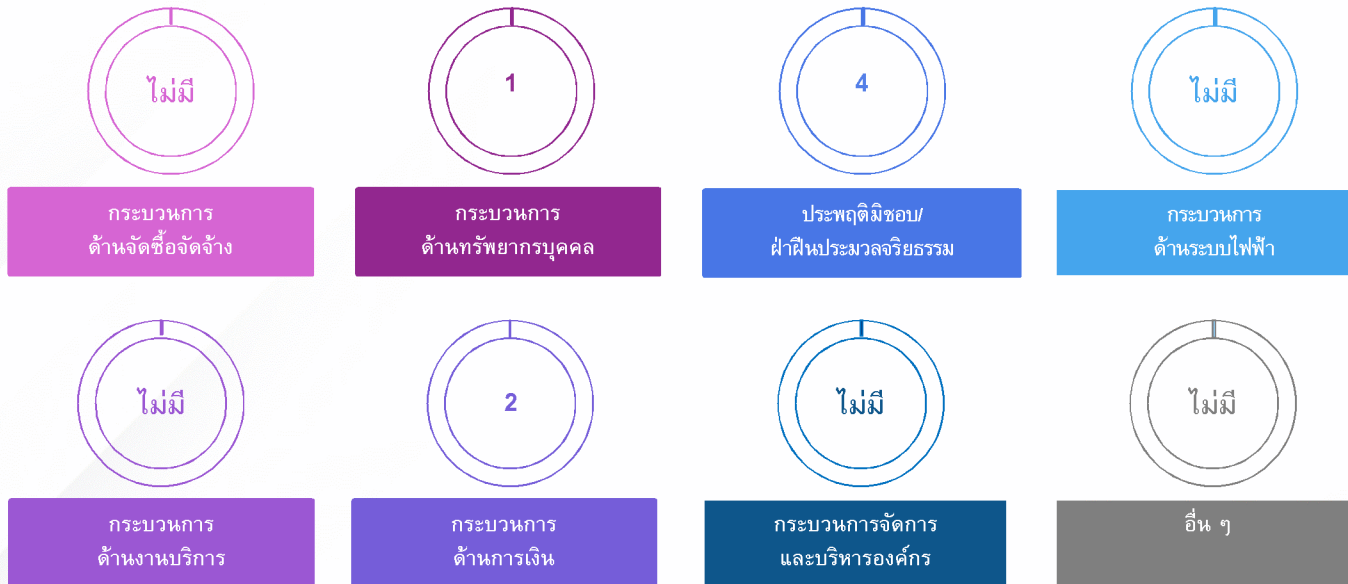 ไม่มี
1
4
ไม่มี
กระบวนการ
ด้านจัดซื้อจัดจ้าง
กระบวนการ
ด้านทรัพยากรบุคคล
ประพฤติมิชอบ/
ฝ่าฝืนประมวลจริยธรรม
กระบวนการ
ด้านระบบไฟฟ้า
ไม่มี
2
ไม่มี
ไม่มี
กระบวนการ
ด้านงานบริการ
กระบวนการ
ด้านการเงิน
กระบวนการจัดการ
และบริหารองค์กร
อื่น ๆ